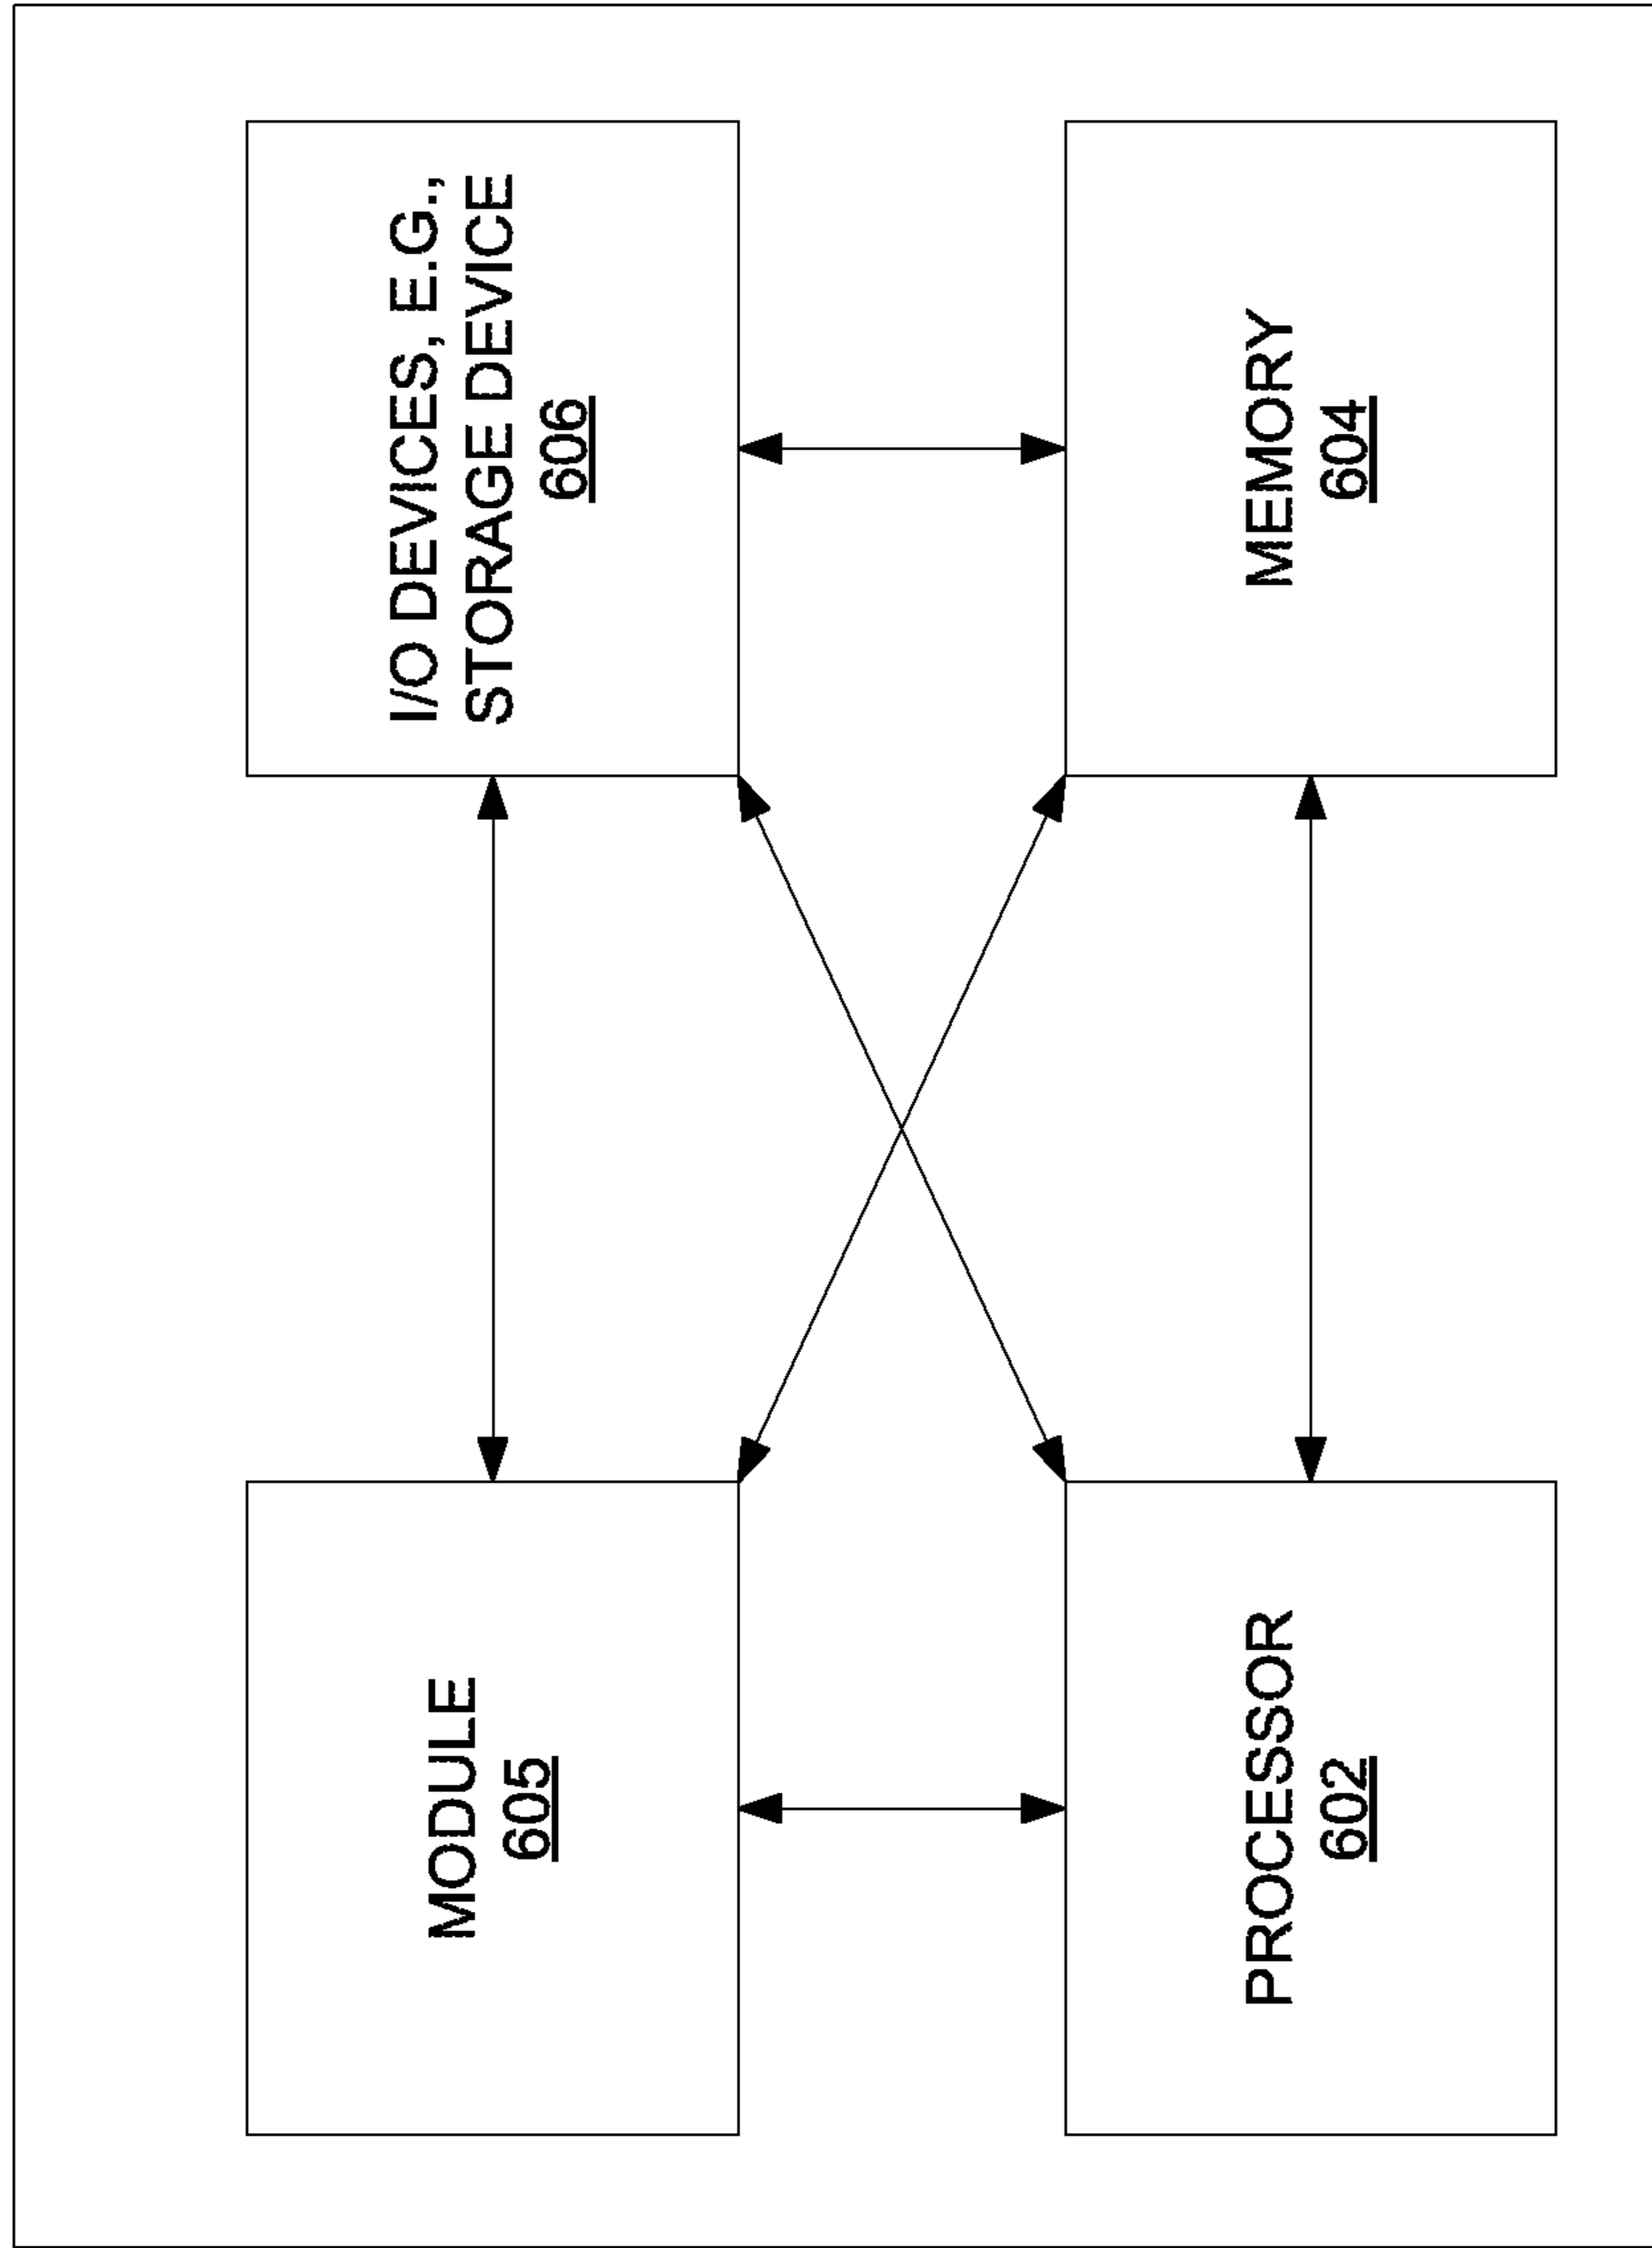 MODULE
605
I/O DEVICES, E.G.,
STORAGE DEVICE
606
PROCESSOR
602
MEMORY
604